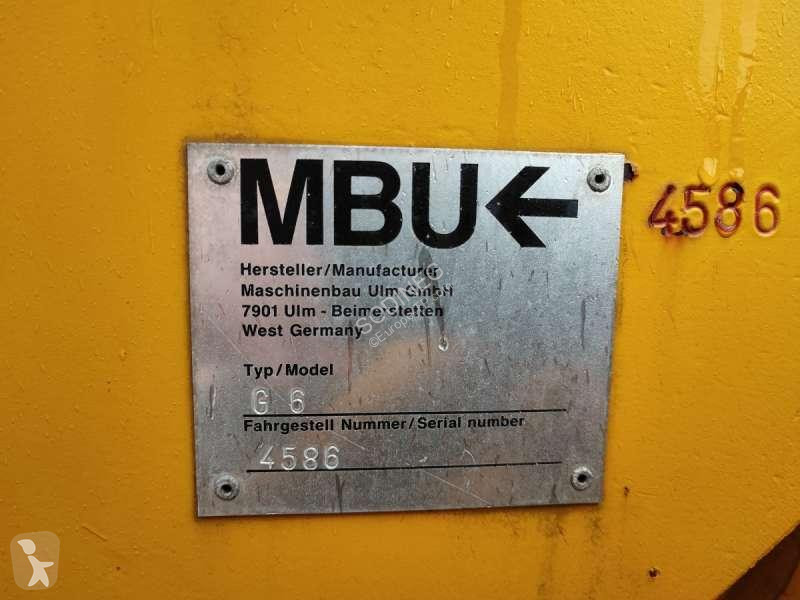 MBU
4586
Hersteller/Manufacturer
Maschinenbau Ulm GmbH
7901 Ulm - Beimerstetten
West Germany
Typ/Model
G 6
Fahrgestell Nummer/Serial number
4586